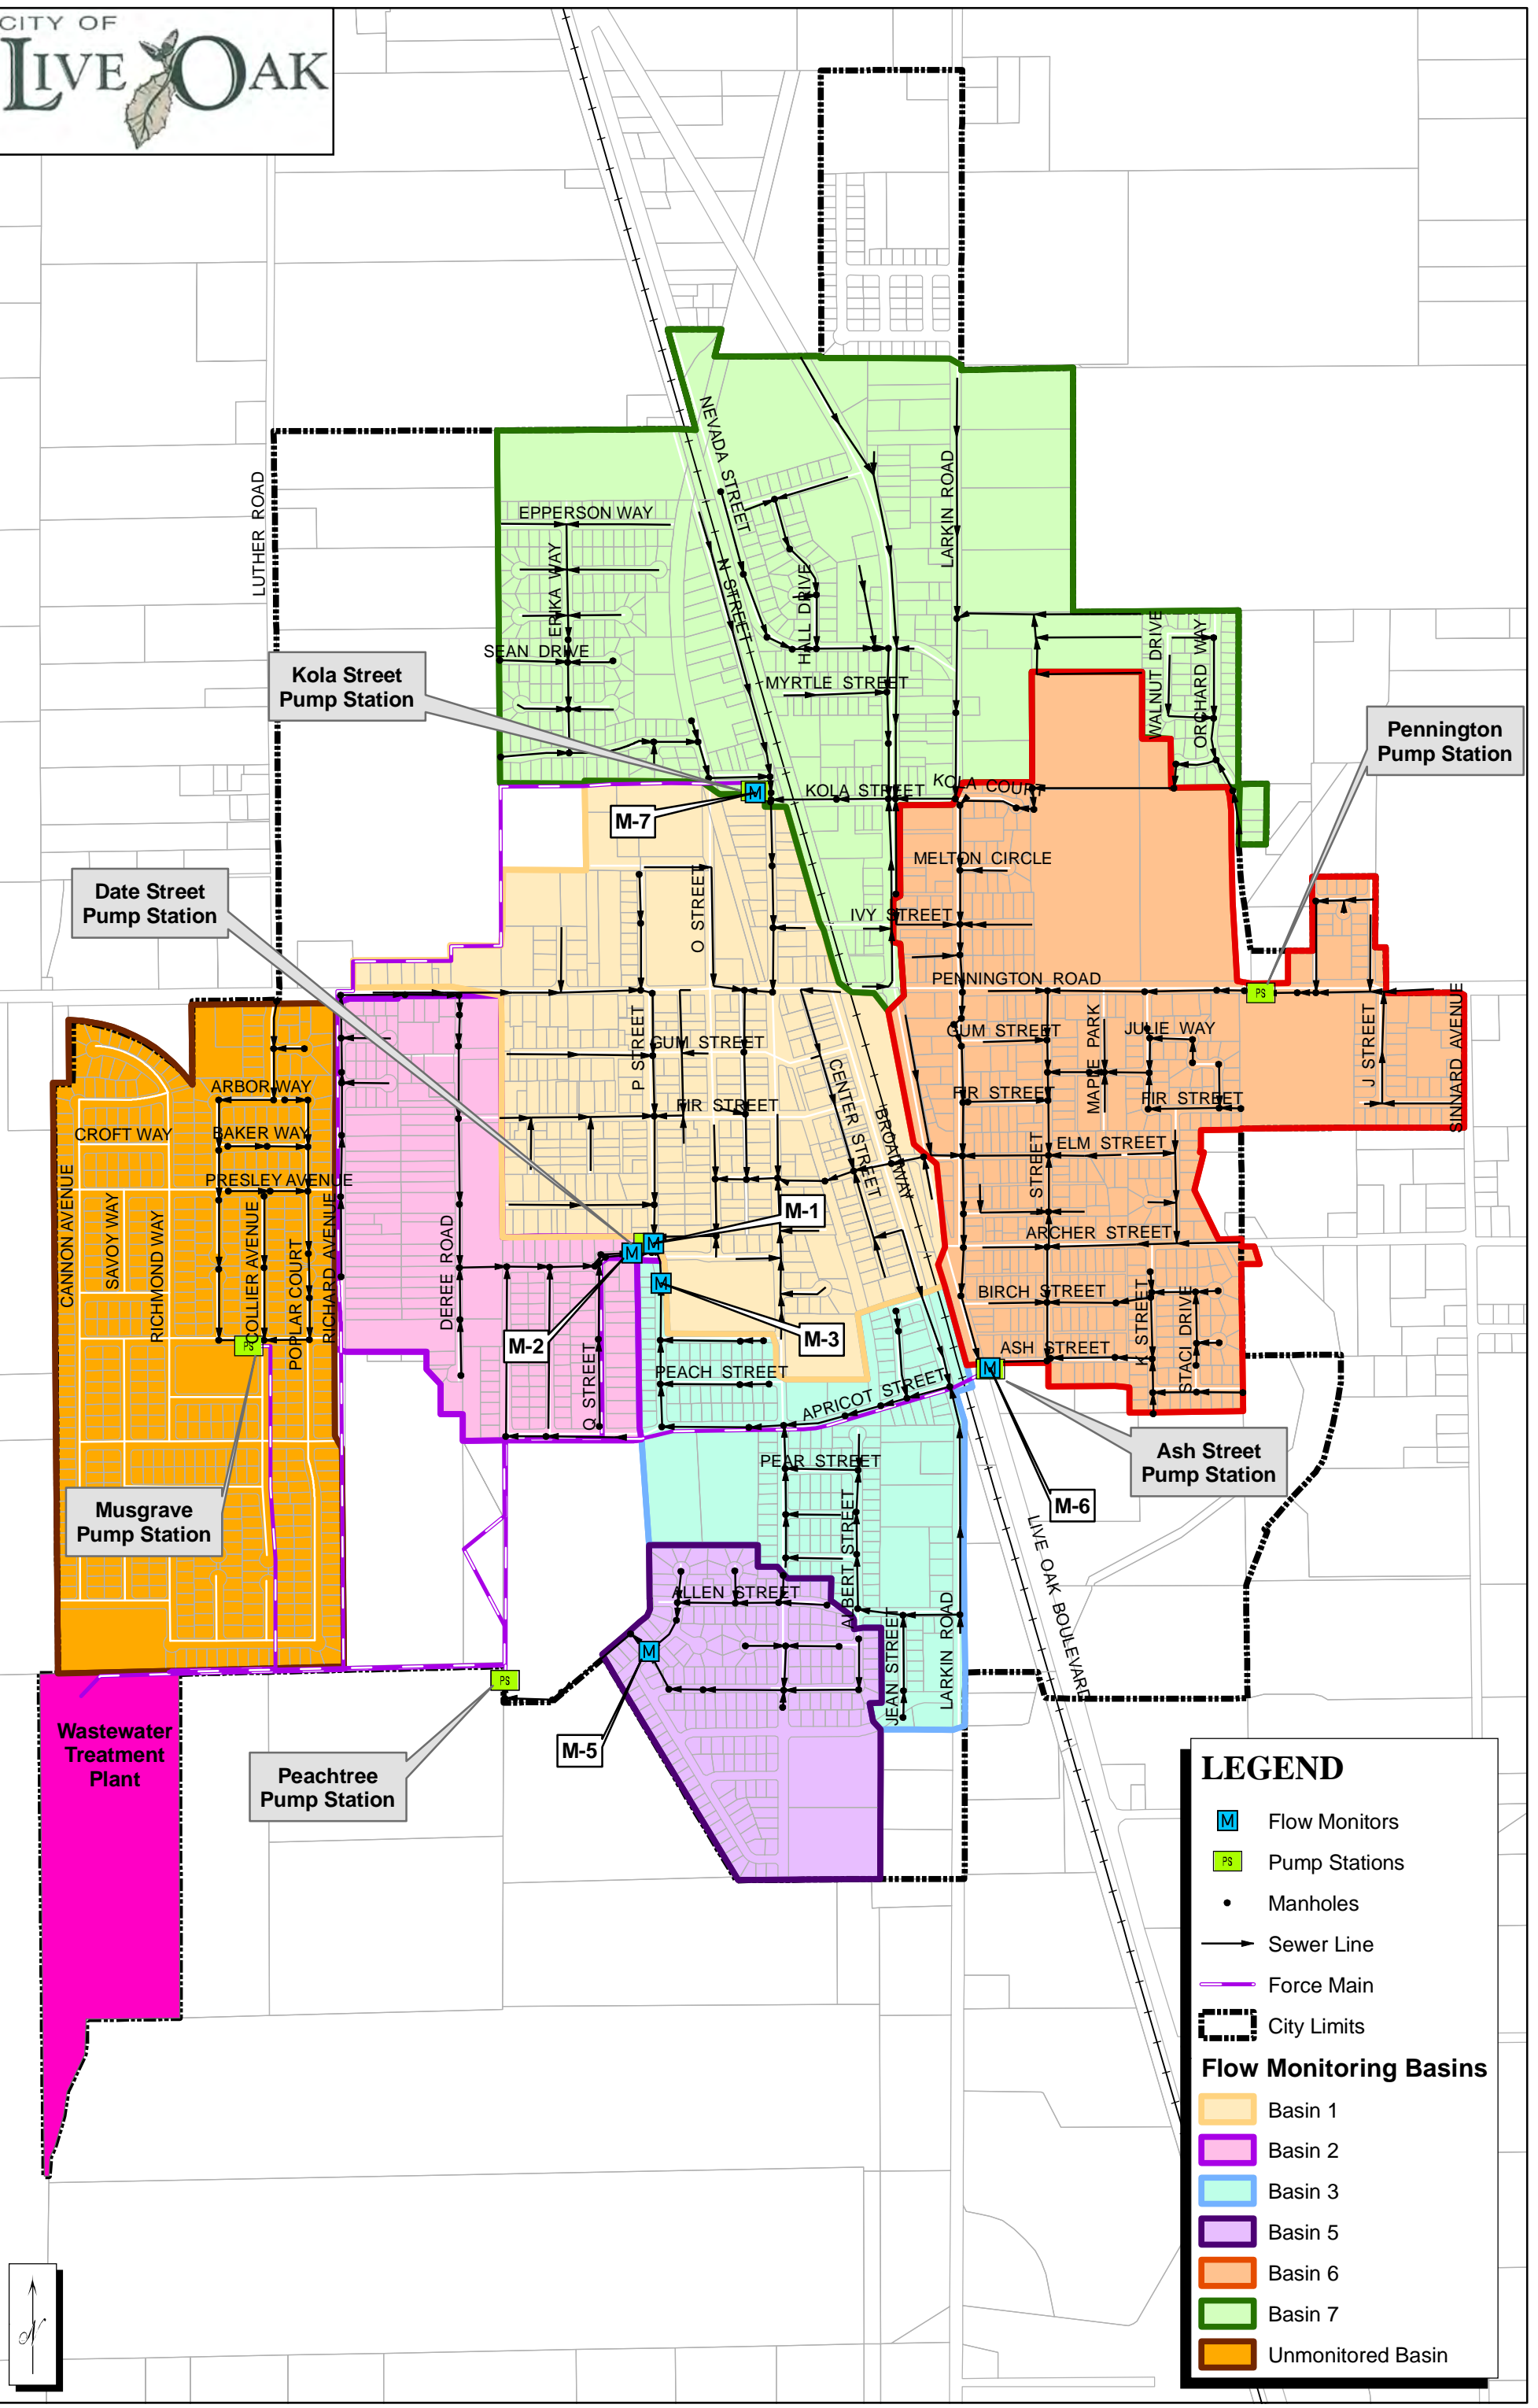 CITY OF
LIVE OAK
NEVADA STREET
LUTHER ROAD
LARKIN ROAD
EPPERSON WAY
ERIKA WAY
N STREET
HALL DRIVE
SEAN DRIVE
WALNUT DRIVE
ORCHARD WAY
Kola Street
Pump Station
MYRTLE STREET
Pennington
Pump Station
KOLA STREET
KOLA COURT
M
M-7
MELTON CIRCLE
Date Street
Pump Station
O STREET
IVY STREET
PENNINGTON ROAD
PS
P STREET
GUM STREET
GUM STREET
MAPLE PARK
JULIE WAY
J STREET
SINNARD AVENUE
ARBOR WAY
FIR STREET
CENTER STREET
BROADWAY
FIR STREET
FIR STREET
CROFT WAY
BAKER WAY
ELM STREET
PRESLEY AVENUE
STREET
CANNON AVENUE
SAVOY WAY
RICHMOND WAY
COLLIER AVENUE
POPLAR COURT
RICHARD AVENUE
DEREE ROAD
M-1
ARCHER STREET
M
M
M
BIRCH STREET
K STREET
STACI DRIVE
M-2
M-3
PS
ASH STREET
Q STREET
PEACH STREET
APRICOT STREET
M
Ash Street
Pump Station
PEAR STREET
Musgrave
Pump Station
M-6
ALBERT STREET
LIVE OAK BOULEVARD
ALLEN STREET
JEAN STREET
LARKIN ROAD
M
PS
Wastewater
Treatment
Plant
M-5
Peachtree
Pump Station
LEGEND
M Flow Monitors
PS Pump Stations
Manholes
Sewer Line
Force Main
City Limits
Flow Monitoring Basins
Basin 1
Basin 2
Basin 3
Basin 5
Basin 6
Basin 7
Unmonitored Basin
N